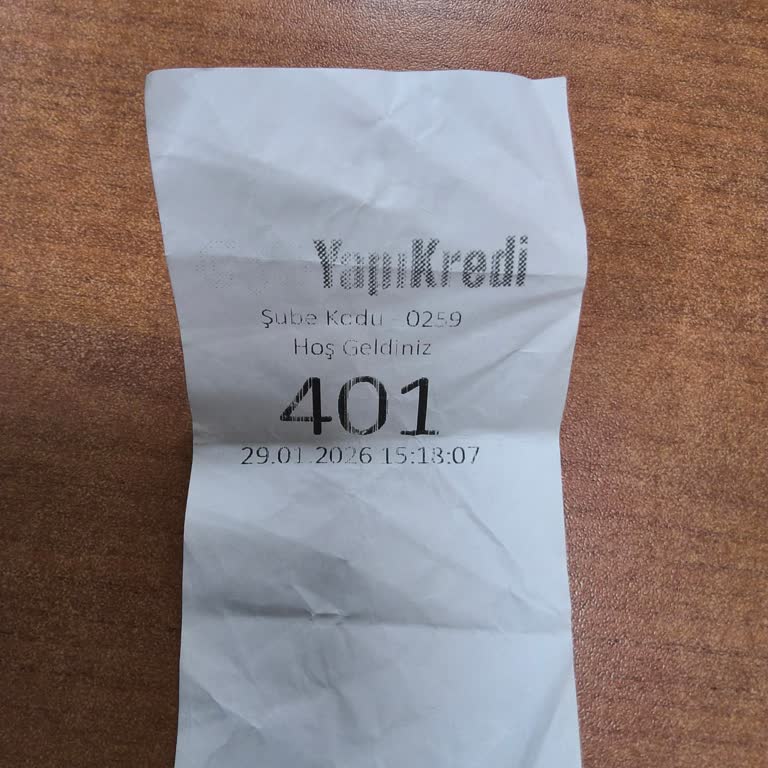 YapıKredi
Şube Kodu - 0259
Hoş Geldiniz
401
29.01.2026 15:18:07